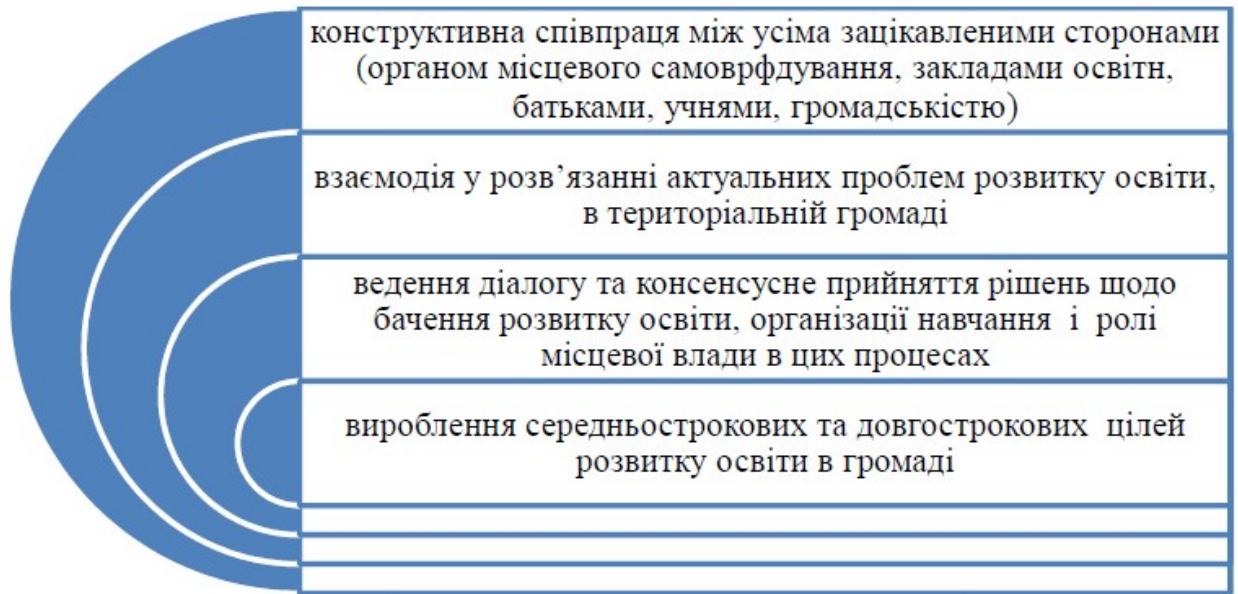 конструктивна співпраця між усіма зацікавленими сторонами
(органом місцевого самоврфдування, закладами освітн,
батьками, учнями, громадськістю)
взаємодія у розв’язанні актуальних проблем розвитку освіти,
в територіальній громаді
ведення діалогу та консенсусне прийняття рішень щодо
бачення розвитку освіти, організації навчання і ролі
місцевої влади в цих процесах
вироблення середньострокових та довгострокових цілей
розвитку освіти в громаді